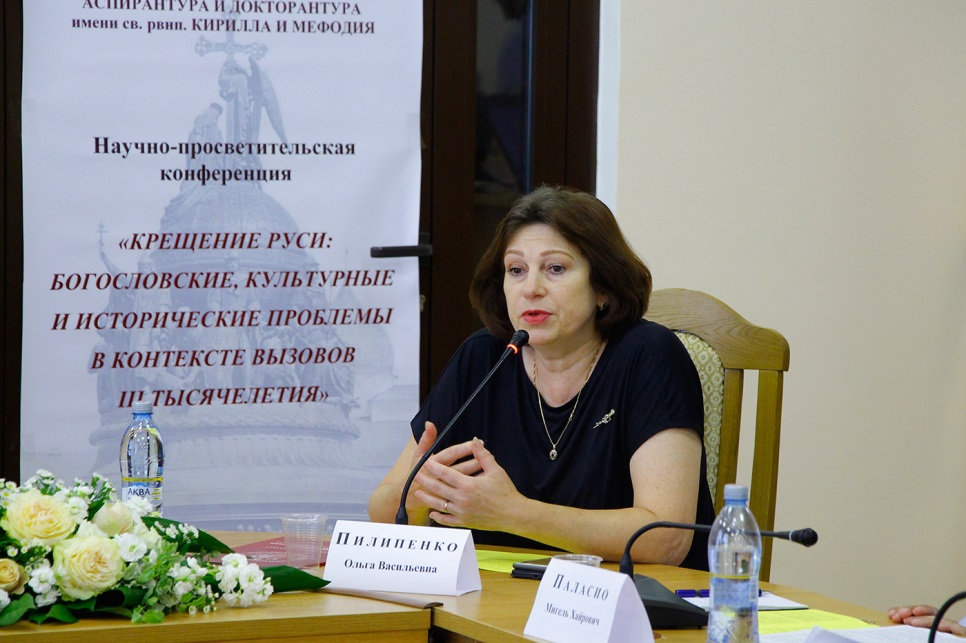 АСПИРАНТУРА И ДОКТОРАНТУРА
имени св. рвнп. КИРИЛЛА И МЕФОДИЯ
Научно-просветительская
конференция
«КРЕЩЕНИЕ РУСИ:
БОГОСЛОВСКИЕ, КУЛЬТУРНЫЕ
И ИСТОРИЧЕСКИЕ ПРОБЛЕМЫ
В КОНТЕКСТЕ ВЫЗОВОВ
III ТЫСЯЧЕЛЕТИЯ»
АКВА
ПИЛИПЕНКО
Ольга Васильевна
ПАЛАСИО
Мигель Хайрович